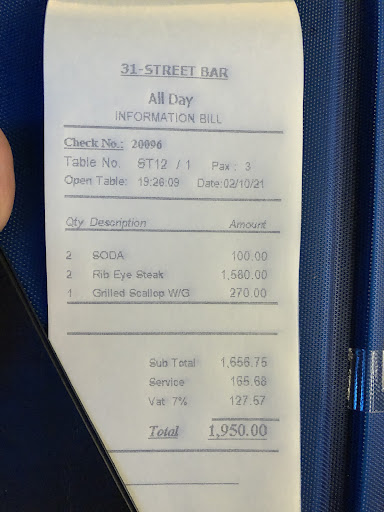 31-STREET BAR
All Day
INFORMATION BILL
Check No.: 20096
Table No. ST12 / 1 Pax : 3
Open Table: 19:26:09 Date:02/10/21
Qty Description Amount
2 SODA 100.00
2 Rib Eye Steak 1,580.00
1 Grilled Scallop W/G 270.00
Sub Total 1,656.75
Service 165.68
Vat 7% 127.57
Total 1,950.00